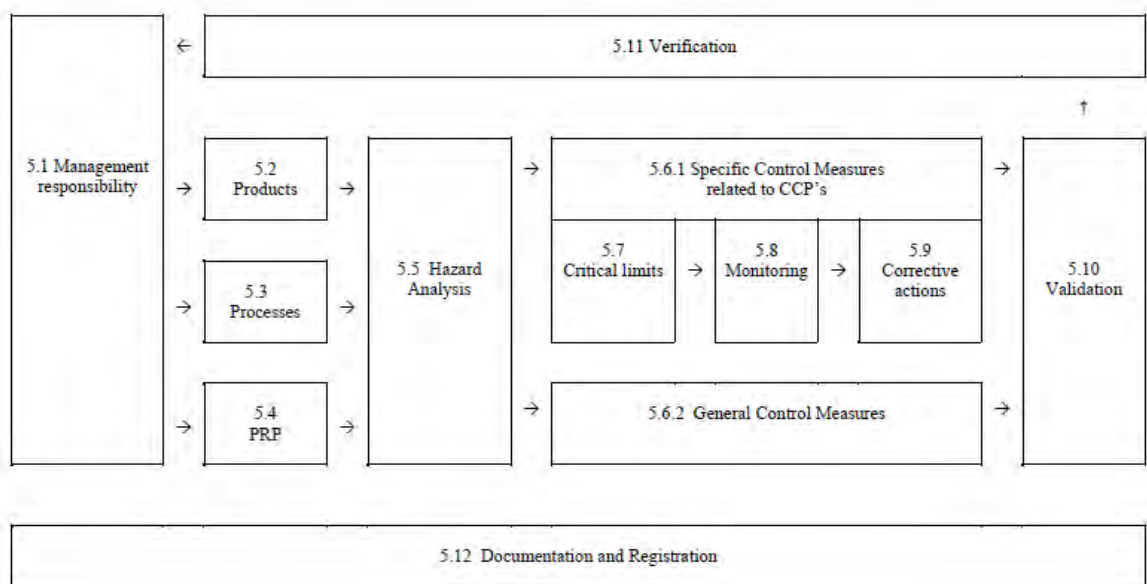 5.11 Verification
5.1 Management
responsibility
5.2
Products
5.3
Processes
5.4
PRP
5.5 Hazard
Analysis
5.6.1 Specific Control Measures
related to CCP's
5.7
Critical limits
5.8
Monitoring
5.9
Corrective
actions
5.6.2 General Control Measures
5.10
Validation
5.12 Documentation and Registration